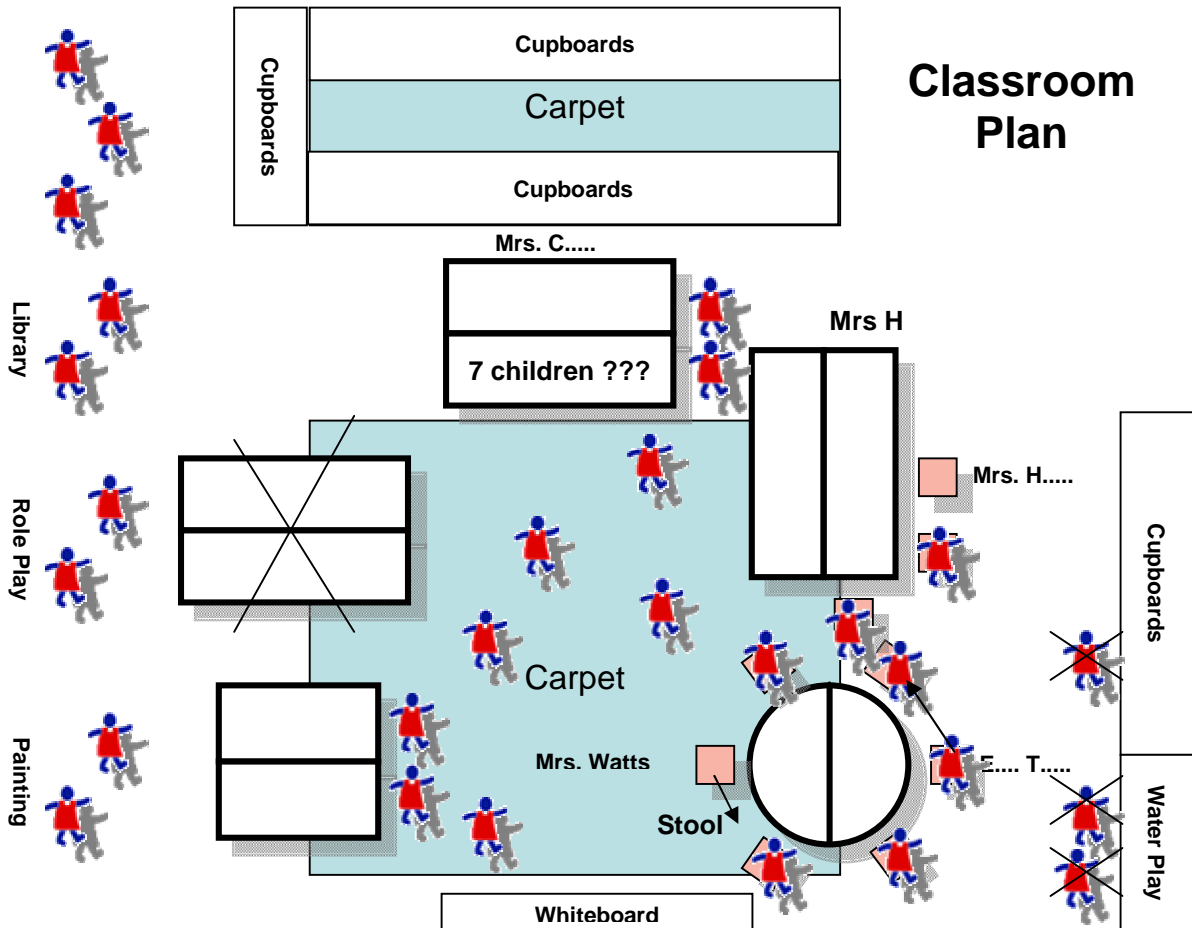 Cupboards
Classroom
Plan
Cupboards
Carpet
Cupboards
Mrs. C.....
Mrs H
Library
7 children ???
Mrs. H.....
Role Play
Cupboards
Carpet
Painting
Mrs. Watts
E.... T.....
Stool
Water Play
Whiteboard